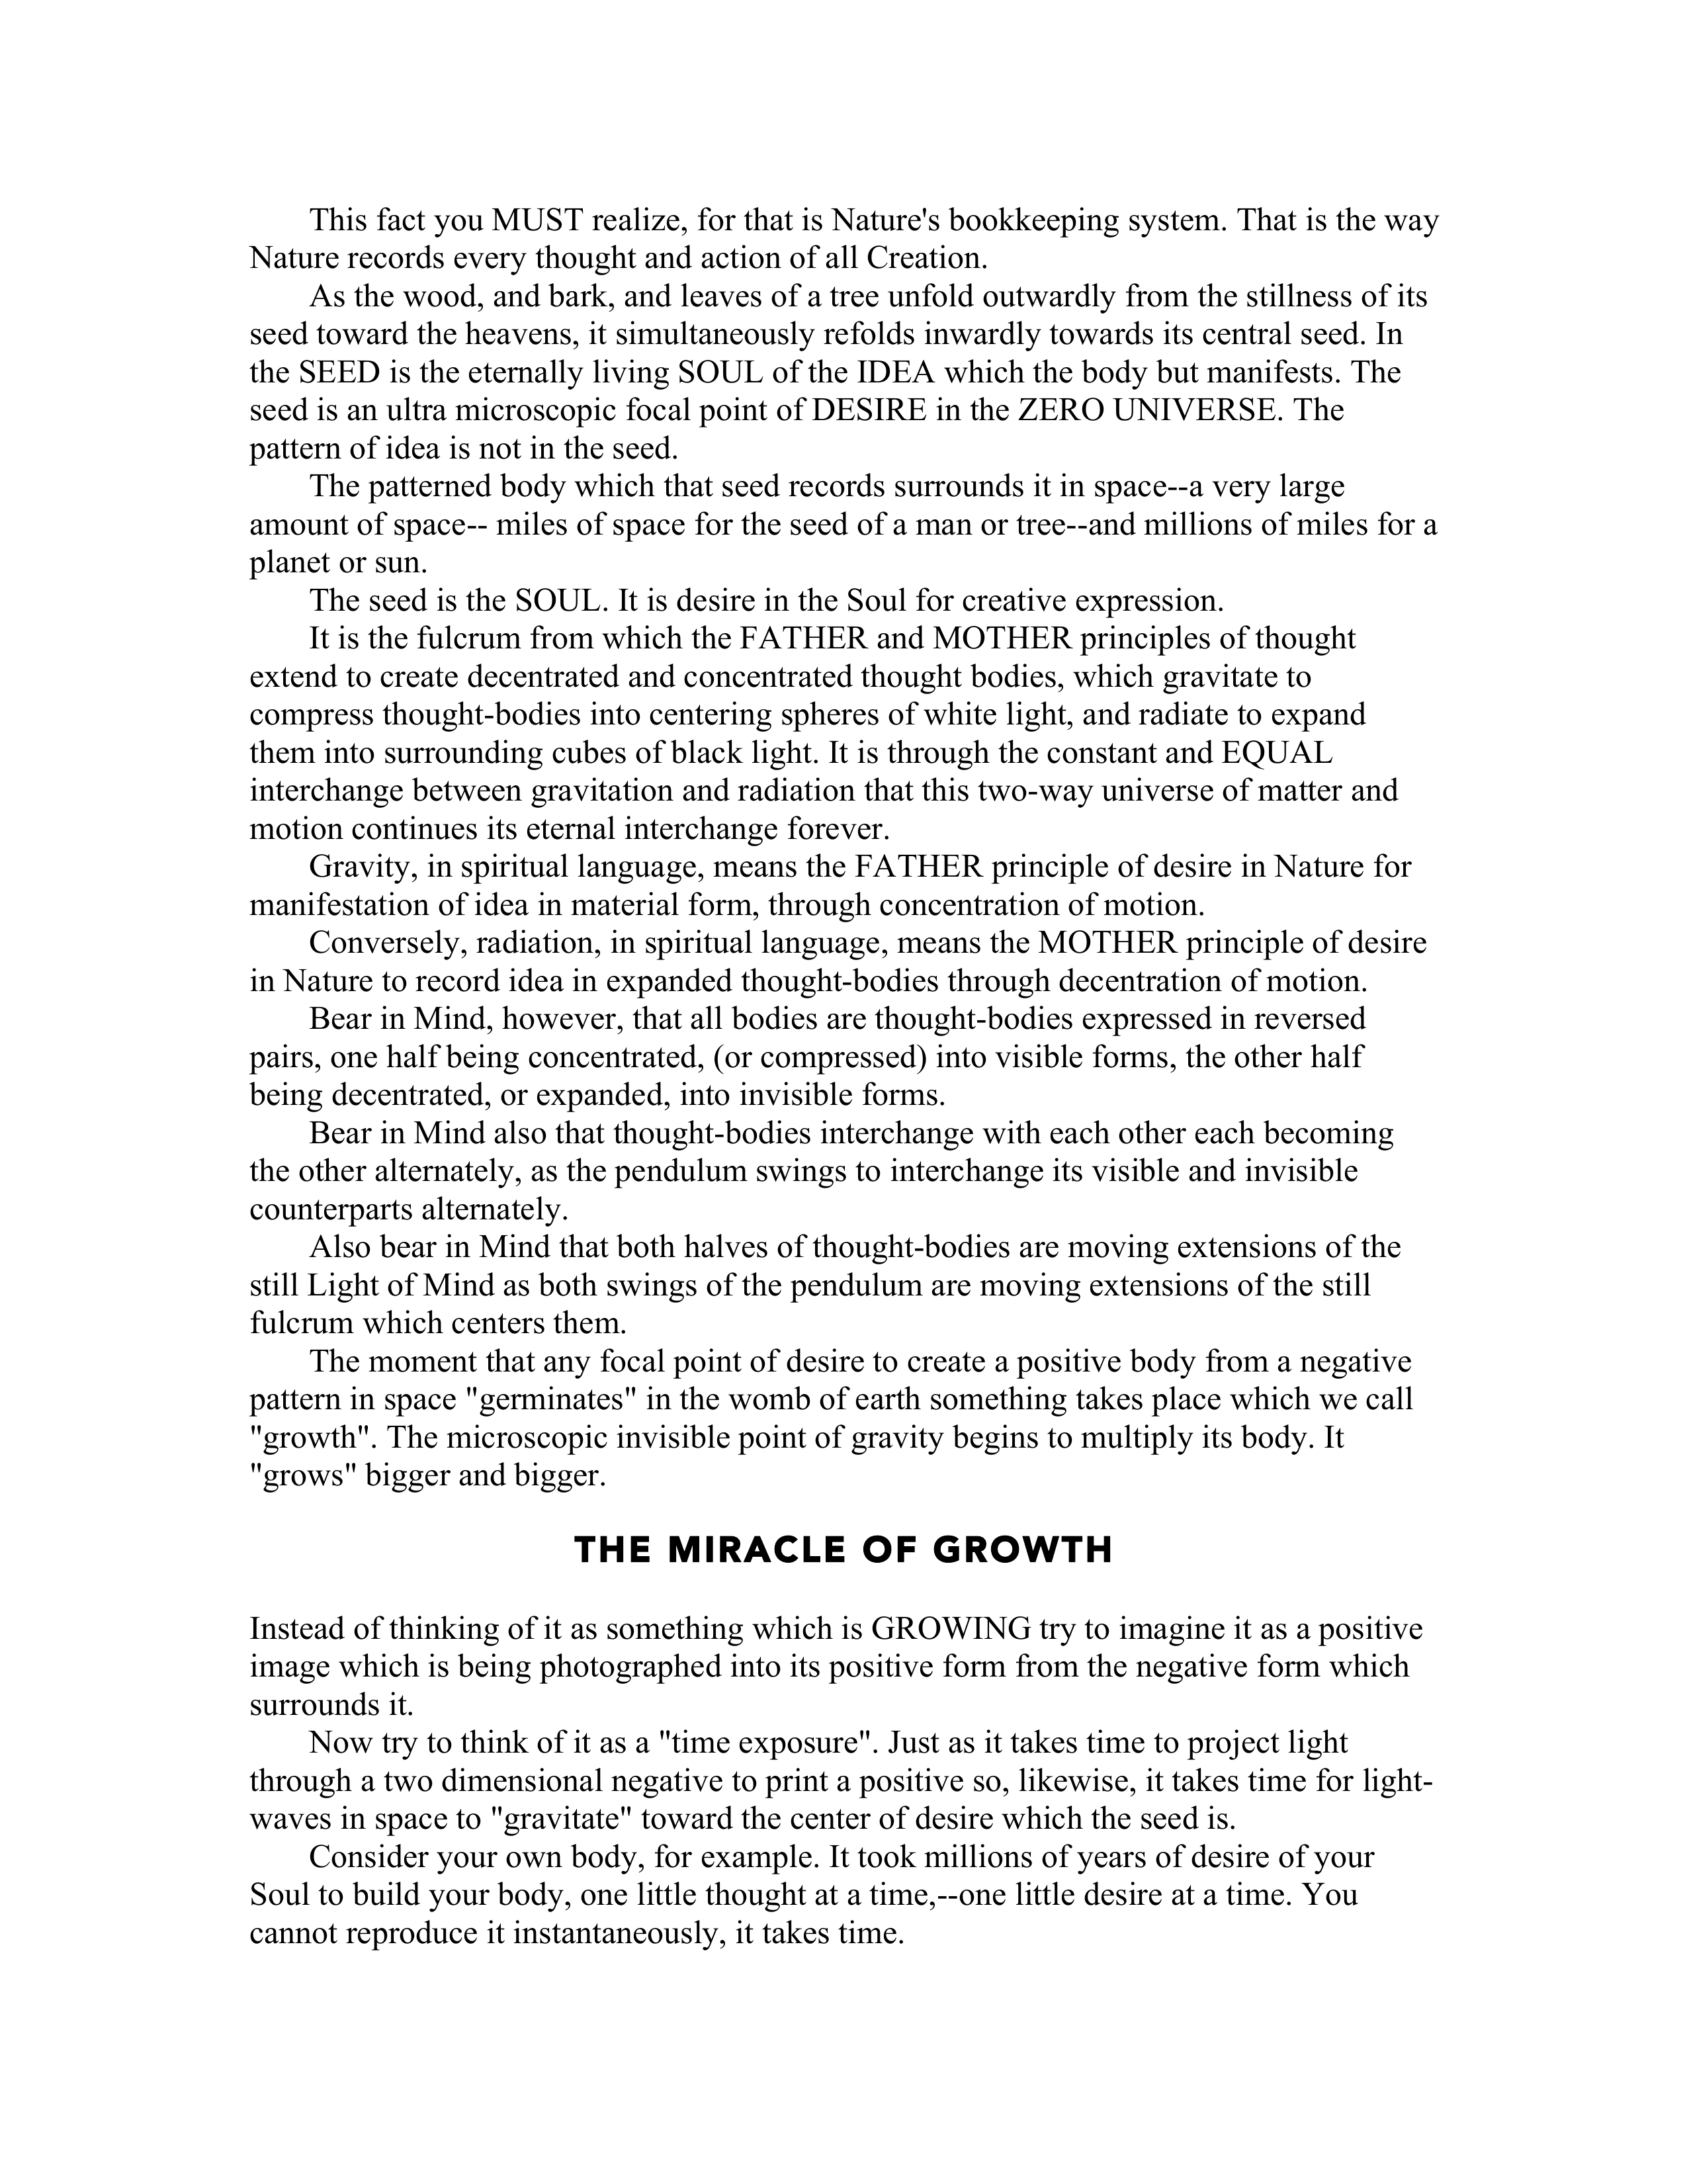 This fact you MUST realize, for that is Nature's bookkeeping system. That is the way
Nature records every thought and action of all Creation.
As the wood, and bark, and leaves of a tree unfold outwardly from the stillness of its
seed toward the heavens, it simultaneously refolds inwardly towards its central seed. In
the SEED is the eternally living SOUL of the IDEA which the body but manifests. The
seed is an ultra microscopic focal point of DESIRE in the ZERO UNIVERSE. The
pattern of idea is not in the seed.
The patterned body which that seed records surrounds it in space--a very large
amount of space-- miles of space for the seed of a man or tree--and millions of miles for a
planet or sun.
The seed is the SOUL. It is desire in the Soul for creative expression.
It is the fulcrum from which the FATHER and MOTHER principles of thought
extend to create decentrated and concentrated thought bodies, which gravitate to
compress thought-bodies into centering spheres of white light, and radiate to expand
them into surrounding cubes of black light. It is through the constant and EQUAL
interchange between gravitation and radiation that this two-way universe of matter and
motion continues its eternal interchange forever.
Gravity, in spiritual language, means the FATHER principle of desire in Nature for
manifestation of idea in material form, through concentration of motion.
Conversely, radiation, in spiritual language, means the MOTHER principle of desire
in Nature to record idea in expanded thought-bodies through decentration of motion.
Bear in Mind, however, that all bodies are thought-bodies expressed in reversed
pairs, one half being concentrated, (or compressed) into visible forms, the other half
being decentrated, or expanded, into invisible forms.
Bear in Mind also that thought-bodies interchange with each other each becoming
the other alternately, as the pendulum swings to interchange its visible and invisible
counterparts alternately.
Also bear in Mind that both halves of thought-bodies are moving extensions of the
still Light of Mind as both swings of the pendulum are moving extensions of the still
fulcrum which centers them.
The moment that any focal point of desire to create a positive body from a negative
pattern in space "germinates" in the womb of earth something takes place which we call
"growth". The microscopic invisible point of gravity begins to multiply its body. It
"grows" bigger and bigger.
THE MIRACLE OF GROWTH
Instead of thinking of it as something which is GROWING try to imagine it as a positive
image which is being photographed into its positive form from the negative form which
surrounds it.
Now try to think of it as a "time exposure". Just as it takes time to project light
through a two dimensional negative to print a positive so, likewise, it takes time for light-
waves in space to "gravitate" toward the center of desire which the seed is.
Consider your own body, for example. It took millions of years of desire of your
Soul to build your body, one little thought at a time,--one little desire at a time. You
cannot reproduce it instantaneously, it takes time.